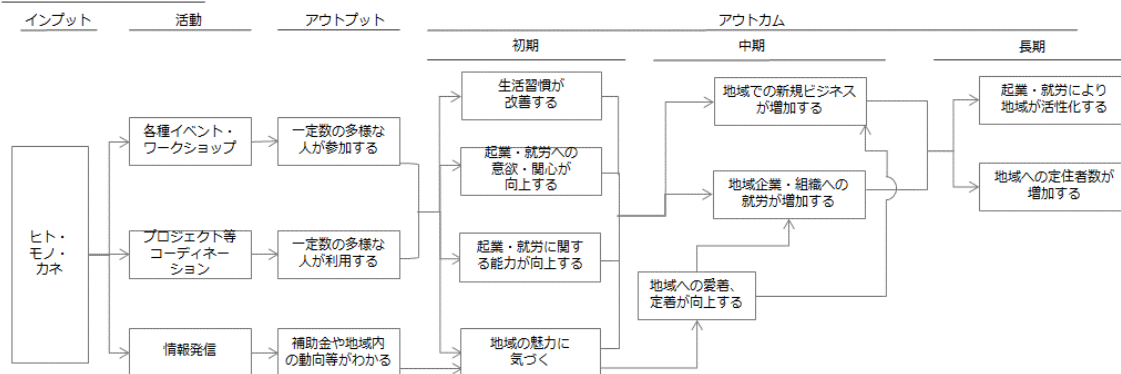 インプット
活動
アウトプット
アウトカム
初期
中期
長期
ヒト・
モノ・
カネ
各種イベント・
ワークショップ
プロジェクト等
コーディネー
ション
情報発信
一定数の多様な
人が参加する
一定数の多様な
人が利用する
補助金や地域内
の動向等がわかる
生活習慣が
改善する
起業・就労への
意欲・関心が
向上する
起業・就労に関す
る能力が向上する
地域の魅力に
気づく
地域での新規ビジネス
が増加する
地域企業・組織への
就労が増加する
地域への愛着、
定着が向上する
起業・就労により
地域が活性化する
地域への定住者数が
増加する